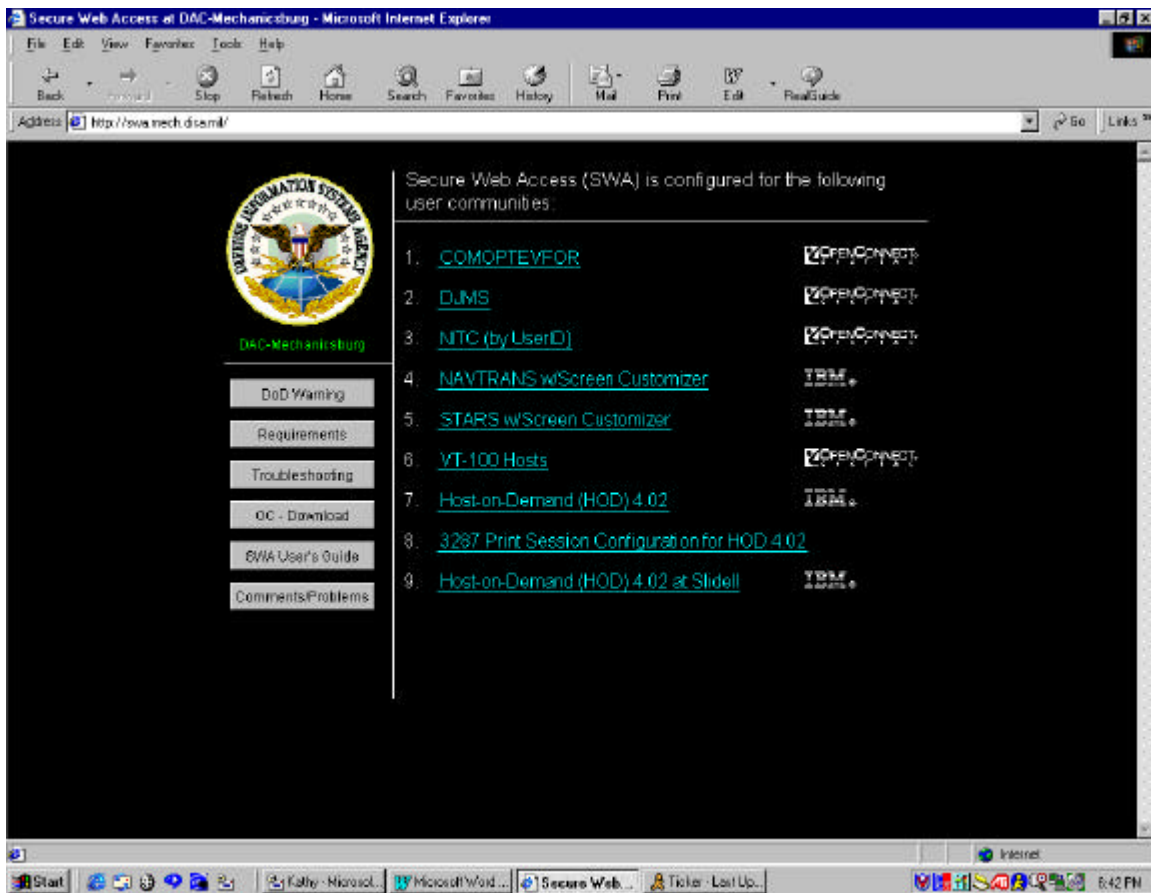 Secure Web Access at DAC-Mechanicsburg - Microsoft Internet Explorer
File Edit View Favorites Tools Help
Back Forward Stop Refresh Home Search Favorites History Mail Print Edit RealGuide
Address http://swa.mech.disa.mil/ Go Links »
DEFENSE INFORMATION SYSTEMS AGENCY
DAC-Mechanicsburg
DoD Warning
Requirements
Troubleshooting
OC - Download
SWA User's Guide
Comments/Problems
Secure Web Access (SWA) is configured for the following
user communities:
1. COMOPTEVFOR OPENCONNECT
2. DJMS OPENCONNECT
3. NITC (by UserID) OPENCONNECT
4. NAVTRANS w/Screen Customizer IBM
5. STARS w/Screen Customizer IBM
6. VT-100 Hosts OPENCONNECT
7. Host-on-Demand (HOD) 4.02 IBM
8. 3287 Print Session Configuration for HOD 4.02
9. Host-on-Demand (HOD) 4.02 at Slidell IBM
Internet
Start Kathy - Microsof... Microsoft Word ... Secure Web... Ticker - Last Up... 6:42 PM